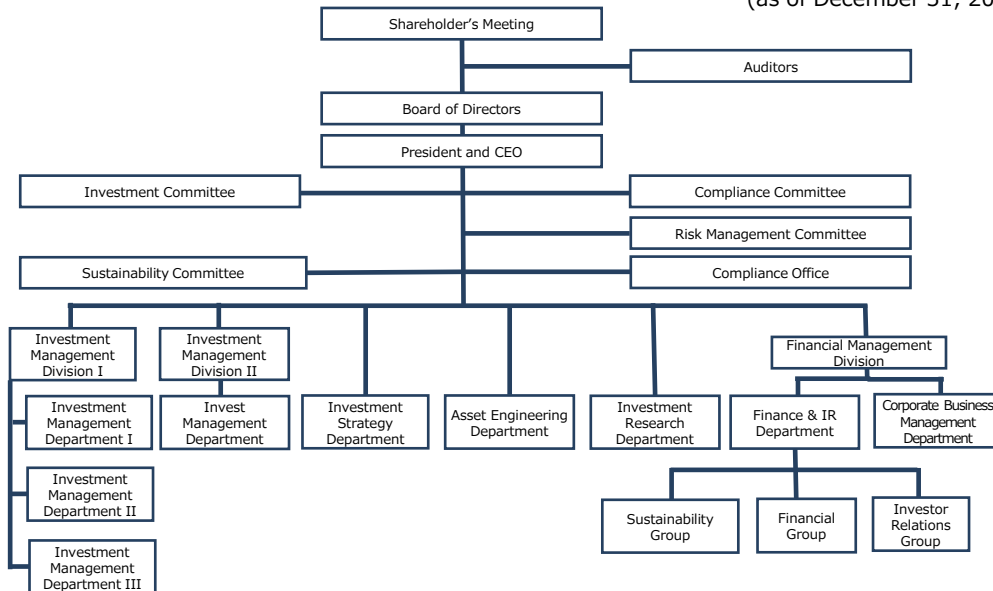 (as of December 31, 20
Shareholder's Meeting
Auditors
Board of Directors
President and CEO
Investment Committee
Compliance Committee
Risk Management Committee
Sustainability Committee
Compliance Office
Investment
Management
Division I
Investment
Management
Division II
Financial Management
Division
Investment
Management
Department I
Invest
Management
Department
Investment
Strategy
Department
Asset Engineering
Department
Investment
Research
Department
Finance & IR
Department
Corporate Business
Management
Department
Investment
Management
Department II
Sustainability
Group
Financial
Group
Investor
Relations
Group
Investment
Management
Department III